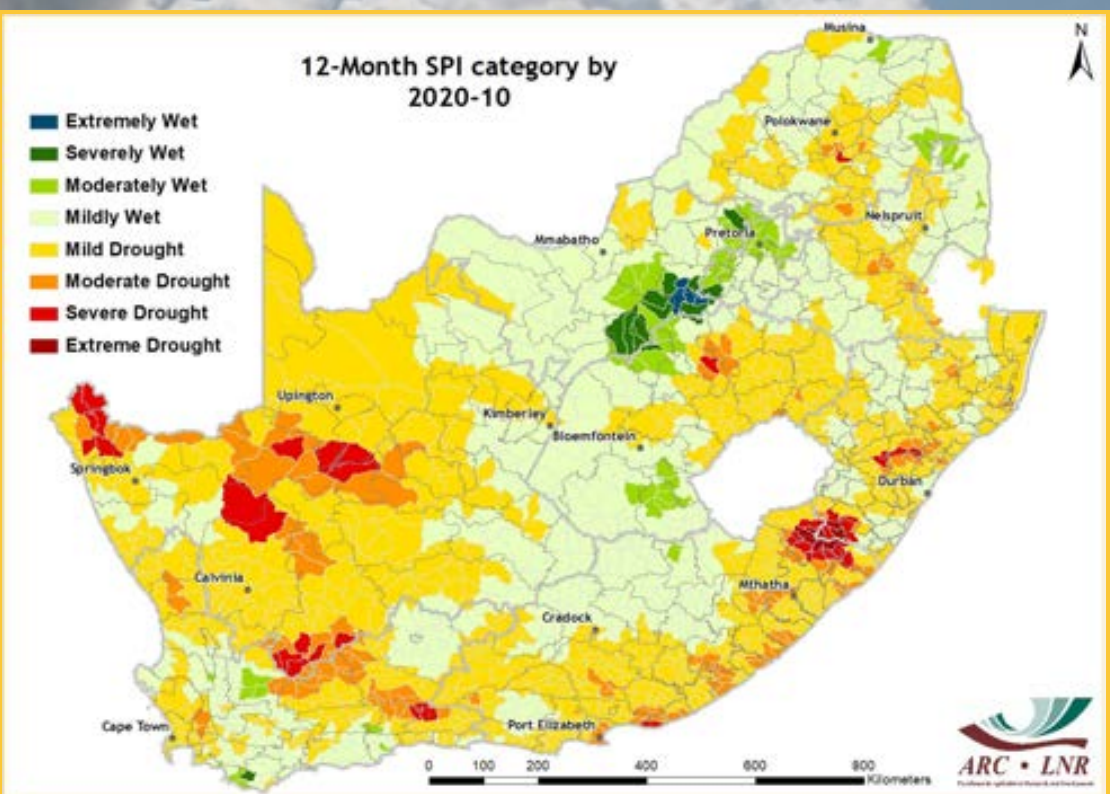 12-Month SPI category by
2020-10
N
Extremely Wet
Severely Wet
Moderately Wet
Mildly Wet
Mild Drought
Moderate Drought
Severe Drought
Extreme Drought
Musina
Polokwane
Nelspruit
Pretoria
Mmabatho
Upington
Kimberley
Bloemfontein
Springbok
Durban
Calvinia
Mthatha
Cradock
Cape Town
Port Elizabeth
0 100 200 400 600 800
Kilometers
ARC • LNR